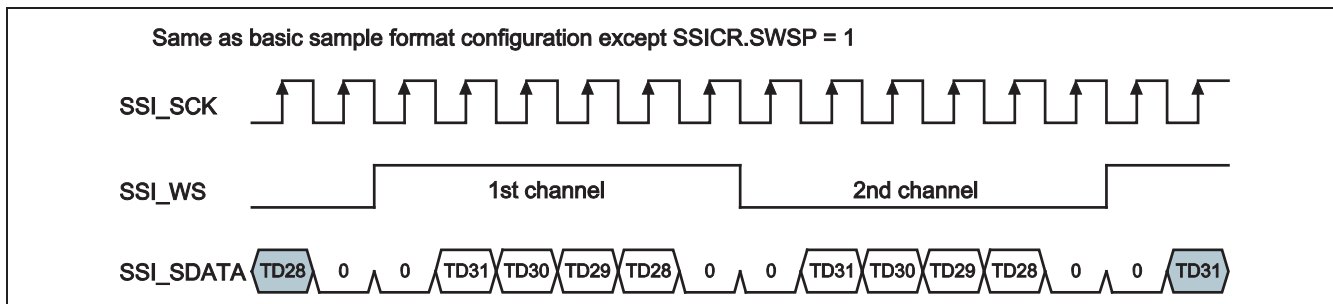 Same as basic sample format configuration except SSICR.SWSP = 1
SSI_SCK
SSI_WS 1st channel 2nd channel
SSI_SDATA TD28 0 0 TD31 TD30 TD29 TD28 0 0 TD31 TD30 TD29 TD28 0 0 TD31